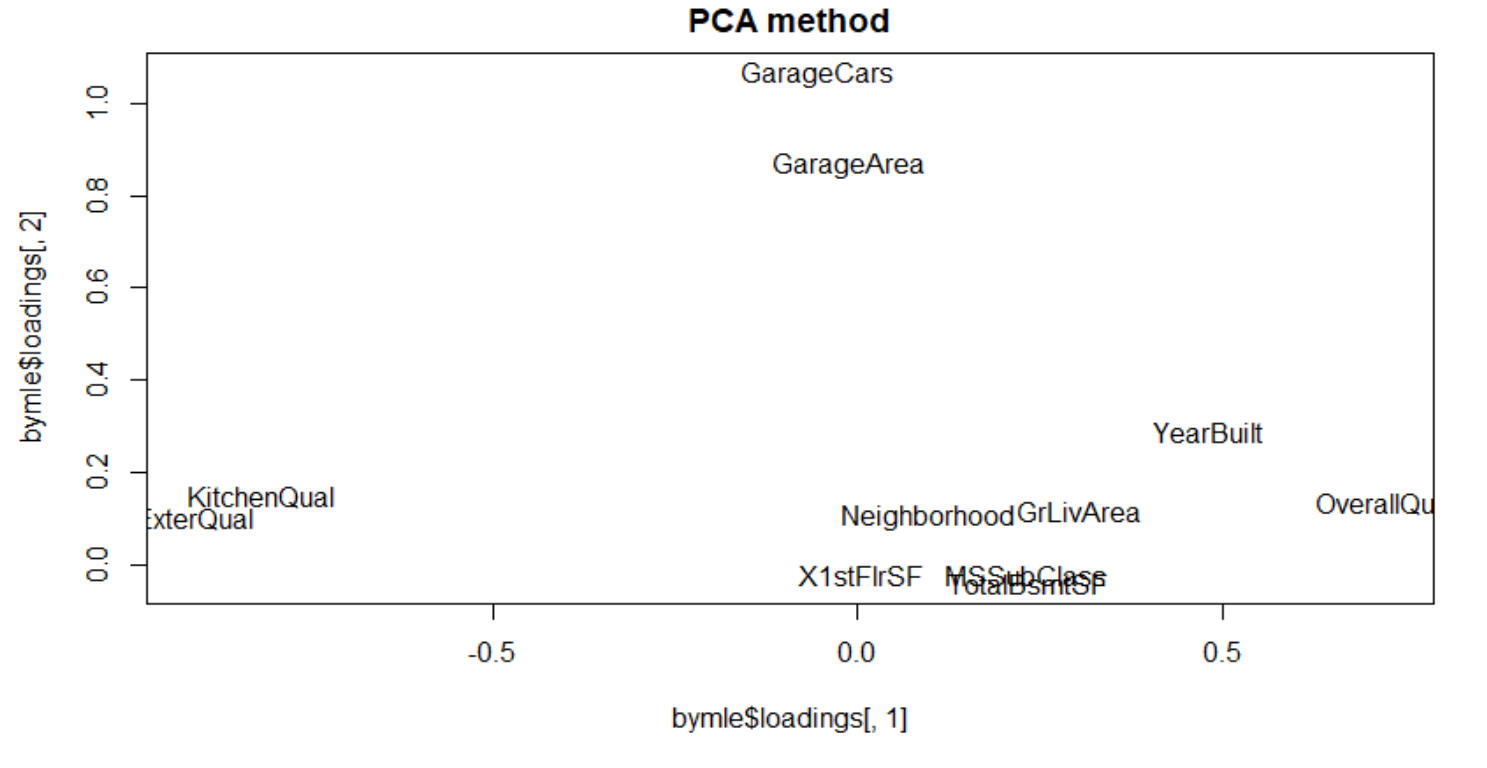 PCA method
GarageCars
1.0
GarageArea
0.8
bymle$loadings[, 2]
0.6
0.4
YearBuilt
0.2
KitchenQual
OverallQu
ExterQual
Neighborhood
GrLivArea
0.0
X1stFlrSF
MSSubClass
TotalBsmtSF
-0.5
0.0
0.5
bymle$loadings[, 1]